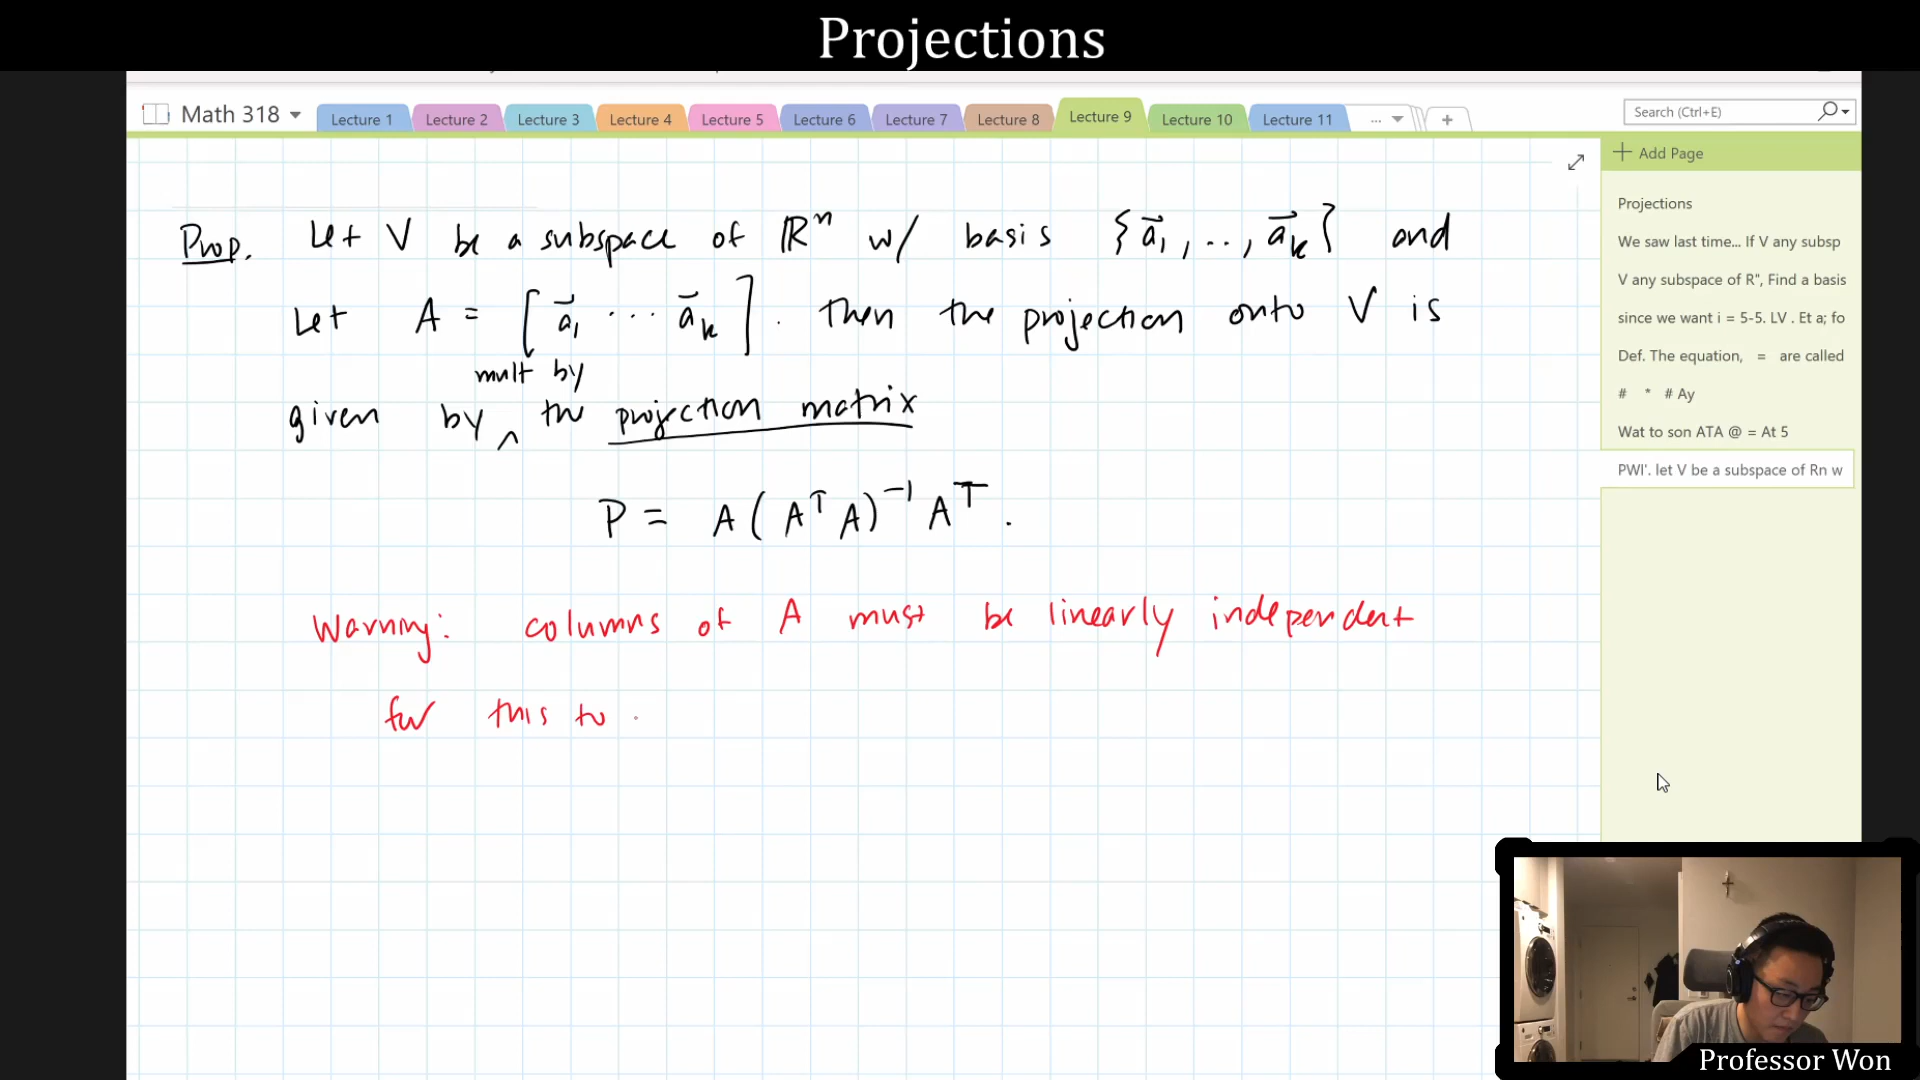 Projections
Math 318
Lecture 1
Lecture 2
Lecture 3
Lecture 4
Lecture 5
Lecture 6
Lecture 7
Lecture 8
Lecture 9
Lecture 10
Lecture 11
...
+
Search (Ctrl+E)
Add Page
Projections
We saw last time... If V any subsp
V any subspace of R", Find a basis
since we want i = 5-5. LV . Et a; fo
Def. The equation, = are called
# * # Ay
Wat to son ATA @ = At 5
PWI'. let V be a subspace of Rn w
Prop. Let V be a subspace of ℝⁿ w/ basis {a⃗₁, .., a⃗ₖ} and
Let A = [a⃗₁ ... a⃗ₖ]. Then the projection onto V is
mult by
given by ^ the projection matrix
P = A(AᵀA)⁻¹Aᵀ.
Warning: columns of A must be linearly independent
for this to
Professor Won